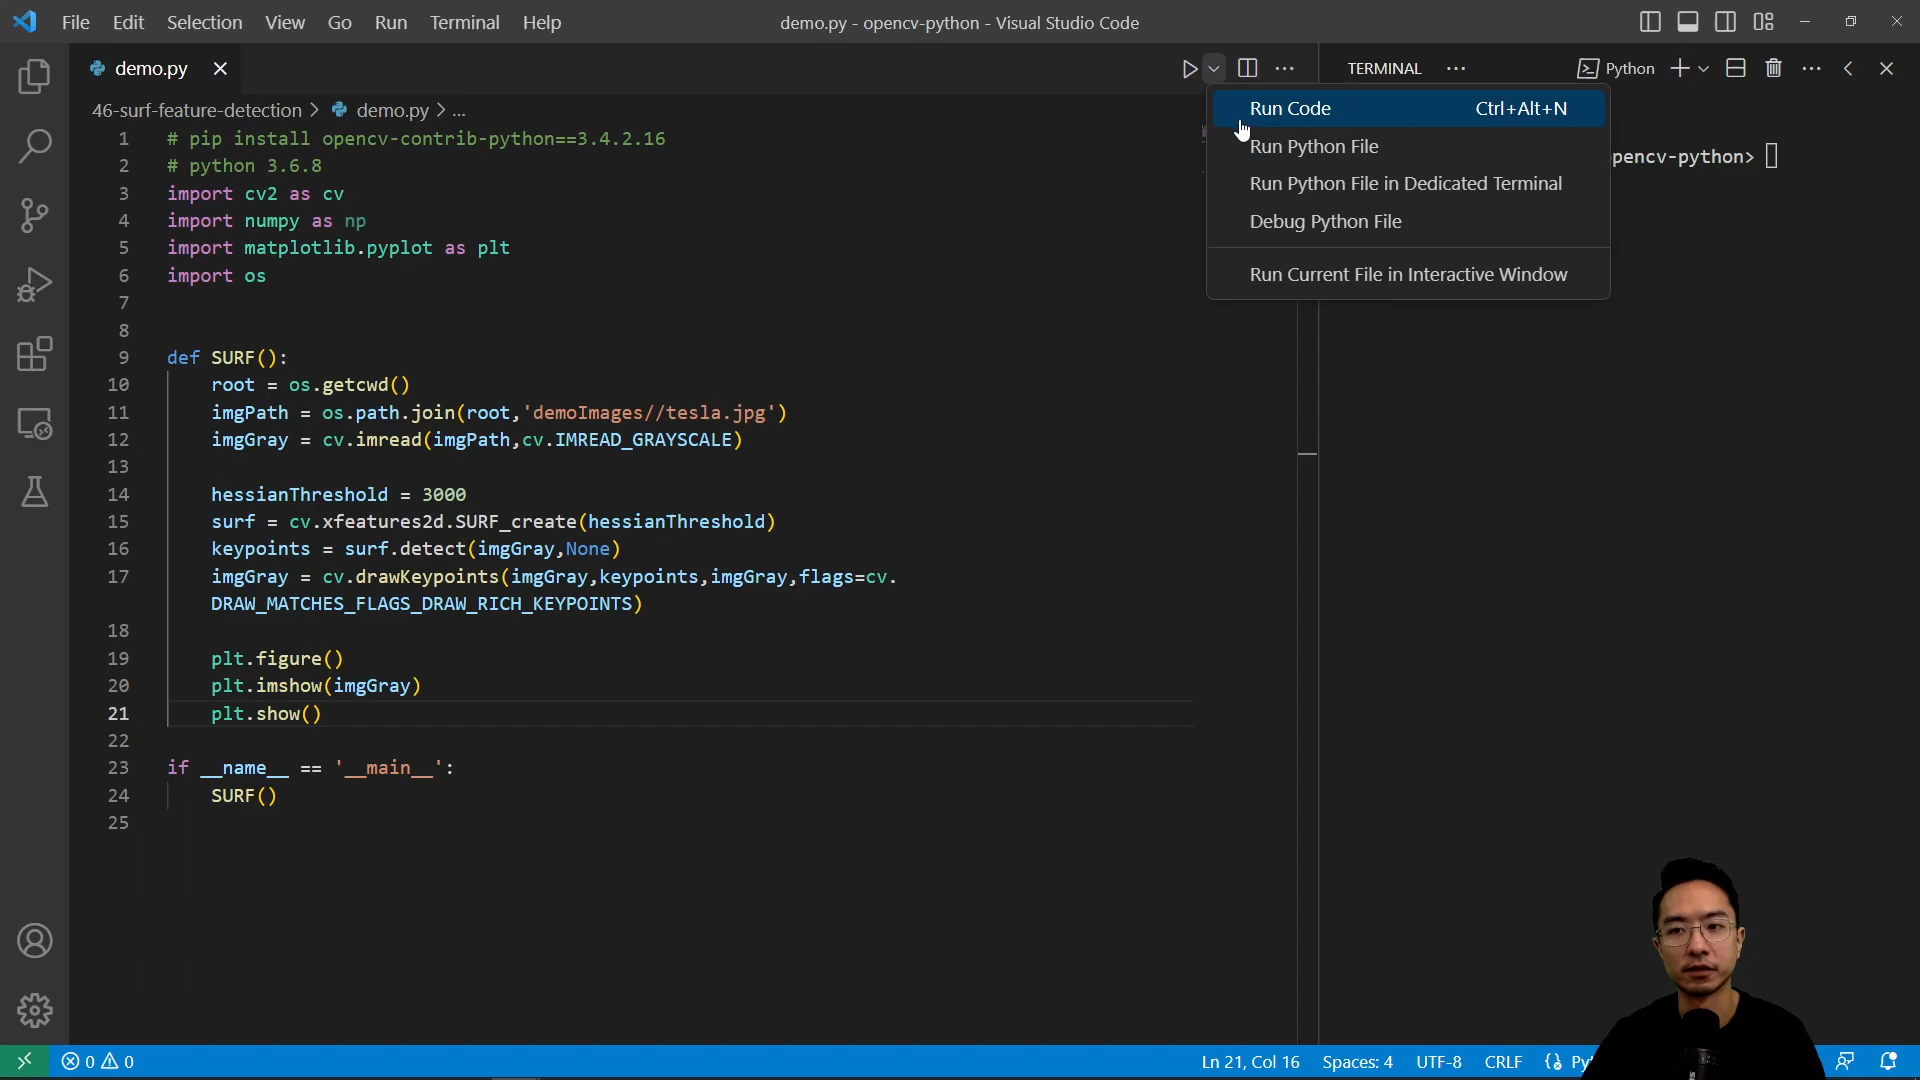 File Edit Selection View Go Run Terminal Help
demo.py - opencv-python - Visual Studio Code
demo.py
TERMINAL
Python
46-surf-feature-detection > demo.py > ...
Run Code Ctrl+Alt+N
Run Python File
Run Python File in Dedicated Terminal
Debug Python File
Run Current File in Interactive Window
pencv-python>
1 # pip install opencv-contrib-python==3.4.2.16
2 # python 3.6.8
3 import cv2 as cv
4 import numpy as np
5 import matplotlib.pyplot as plt
6 import os
7
8
9 def SURF():
10 root = os.getcwd()
11 imgPath = os.path.join(root,'demoImages//tesla.jpg')
12 imgGray = cv.imread(imgPath,cv.IMREAD_GRAYSCALE)
13
14 hessianThreshold = 3000
15 surf = cv.xfeatures2d.SURF_create(hessianThreshold)
16 keypoints = surf.detect(imgGray,None)
17 imgGray = cv.drawKeypoints(imgGray,keypoints,imgGray,flags=cv.
DRAW_MATCHES_FLAGS_DRAW_RICH_KEYPOINTS)
18
19 plt.figure()
20 plt.imshow(imgGray)
21 plt.show()
22
23 if __name__ == '__main__':
24 SURF()
25
0 0
Ln 21, Col 16 Spaces: 4 UTF-8 CRLF